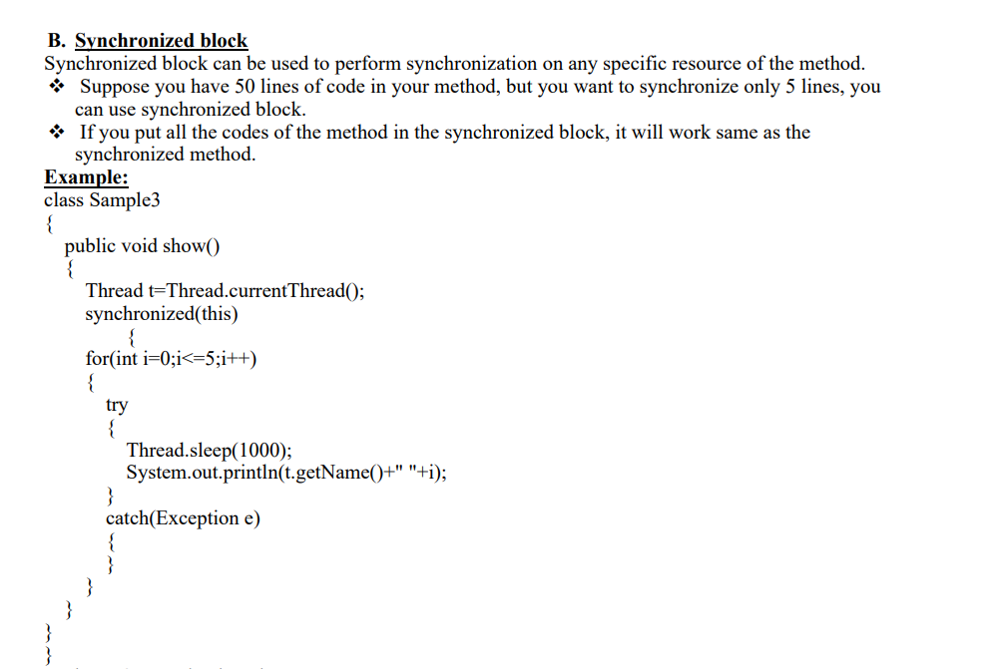 B. Synchronized block
Synchronized block can be used to perform synchronization on any specific resource of the method.
❖ Suppose you have 50 lines of code in your method, but you want to synchronize only 5 lines, you
can use synchronized block.
❖ If you put all the codes of the method in the synchronized block, it will work same as the
synchronized method.
Example:
class Sample3
{
public void show()
{
Thread t=Thread.currentThread();
synchronized(this)
{
for(int i=0;i<=5;i++)
{
try
{
Thread.sleep(1000);
System.out.println(t.getName()+" "+i);
}
catch(Exception e)
{
}
}
}
}
}